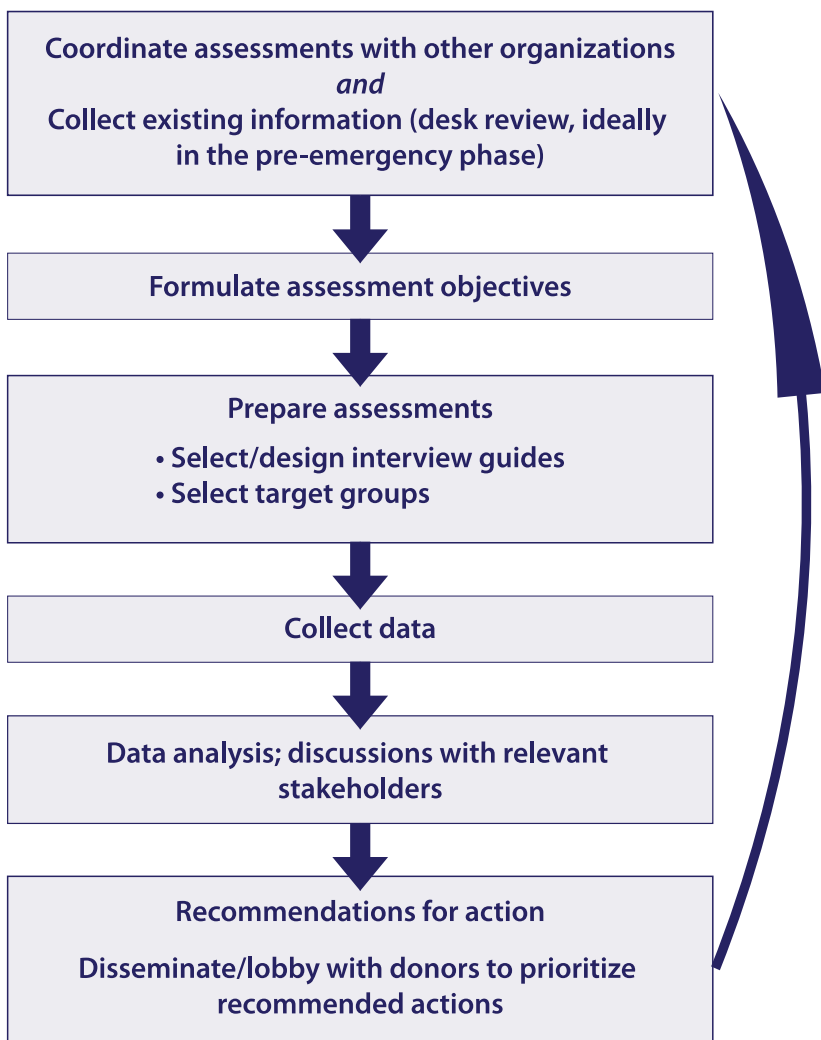 Coordinate assessments with other organizations
and
Collect existing information (desk review, ideally
in the pre-emergency phase)
Formulate assessment objectives
Prepare assessments
• Select/design interview guides
• Select target groups
Collect data
Data analysis; discussions with relevant
stakeholders
Recommendations for action
Disseminate/lobby with donors to prioritize
recommended actions